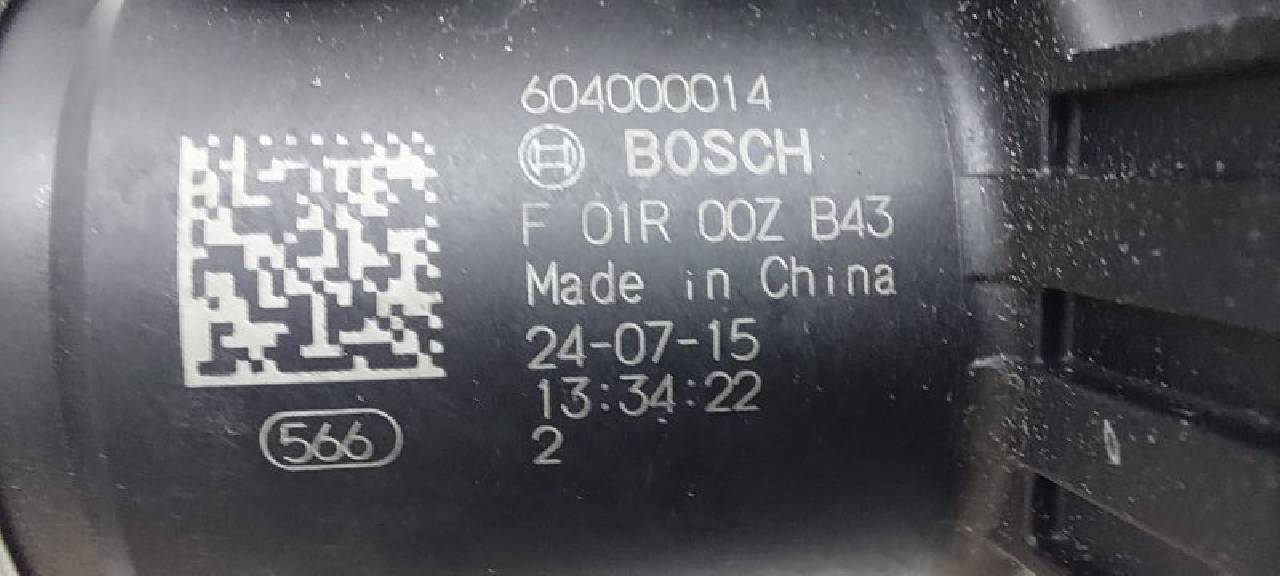 604000014
BOSCH
F 01R 00Z B43
Made in China
24-07-15
13:34:22
2
566